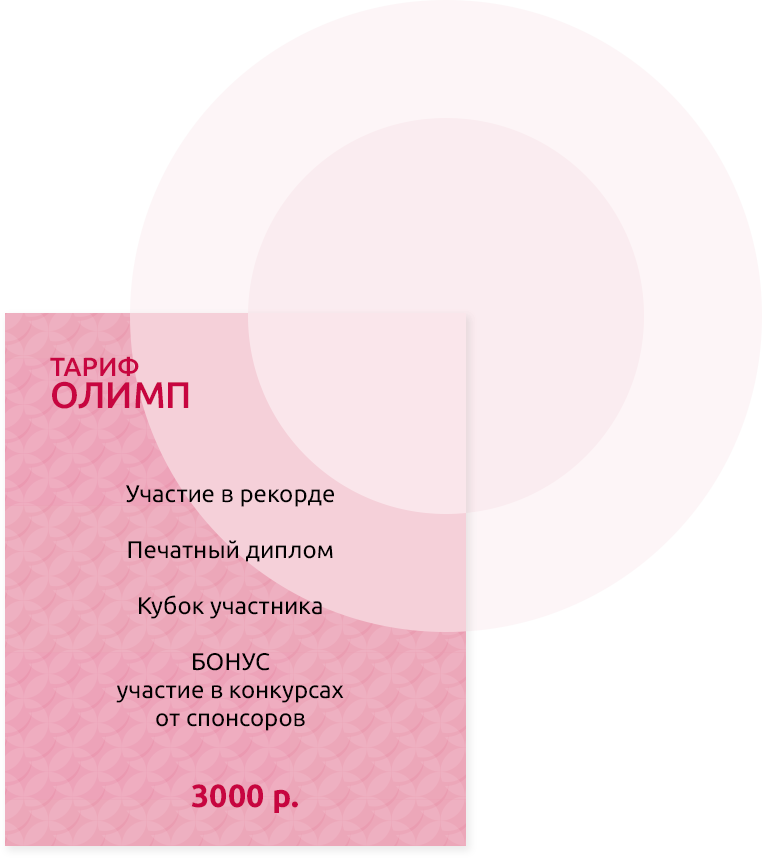 ТАРИФ
ОЛИМП
Участие в рекорде
Печатный диплом
Кубок участника
БОНУС
участие в конкурсах
от спонсоров
3000 р.